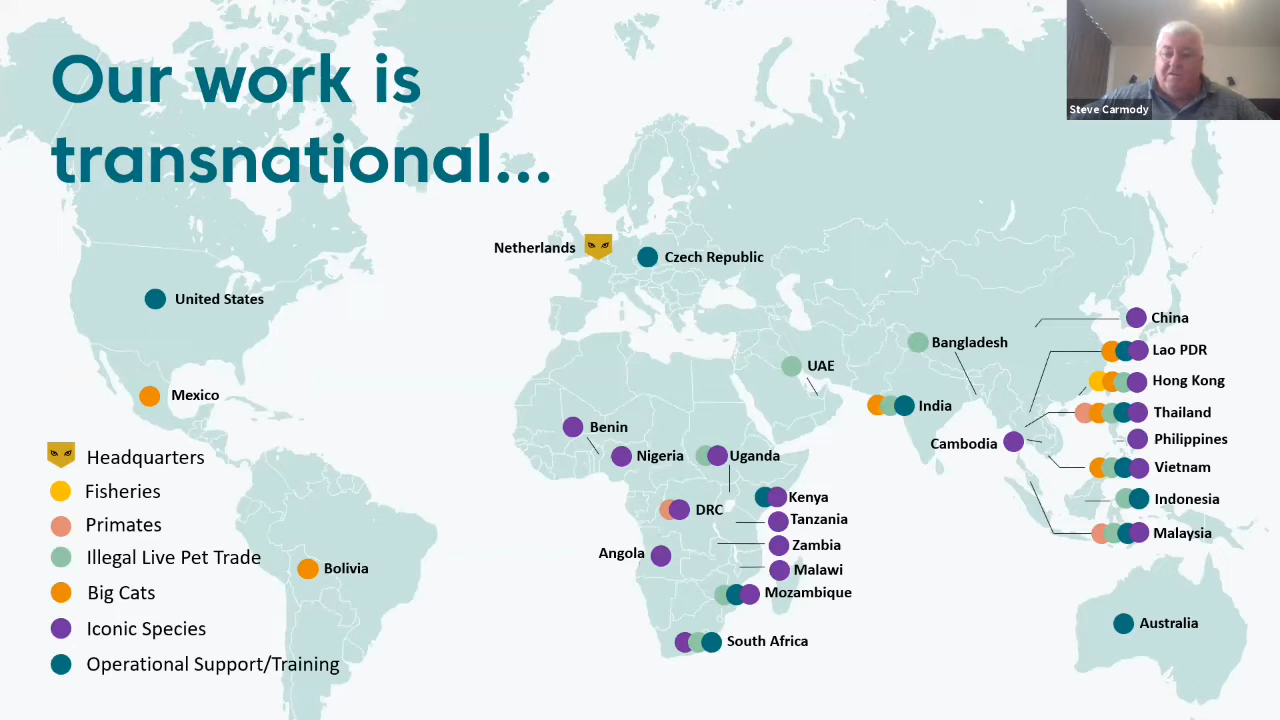 Our work is
transnational...
Steve Carmody
Netherlands
Czech Republic
United States
Mexico
Bolivia
UAE
Bangladesh
India
China
Lao PDR
Hong Kong
Thailand
Cambodia
Philippines
Vietnam
Indonesia
Malaysia
Benin
Nigeria
Uganda
Kenya
DRC
Tanzania
Angola
Zambia
Malawi
Mozambique
South Africa
Australia
Headquarters
Fisheries
Primates
Illegal Live Pet Trade
Big Cats
Iconic Species
Operational Support/Training